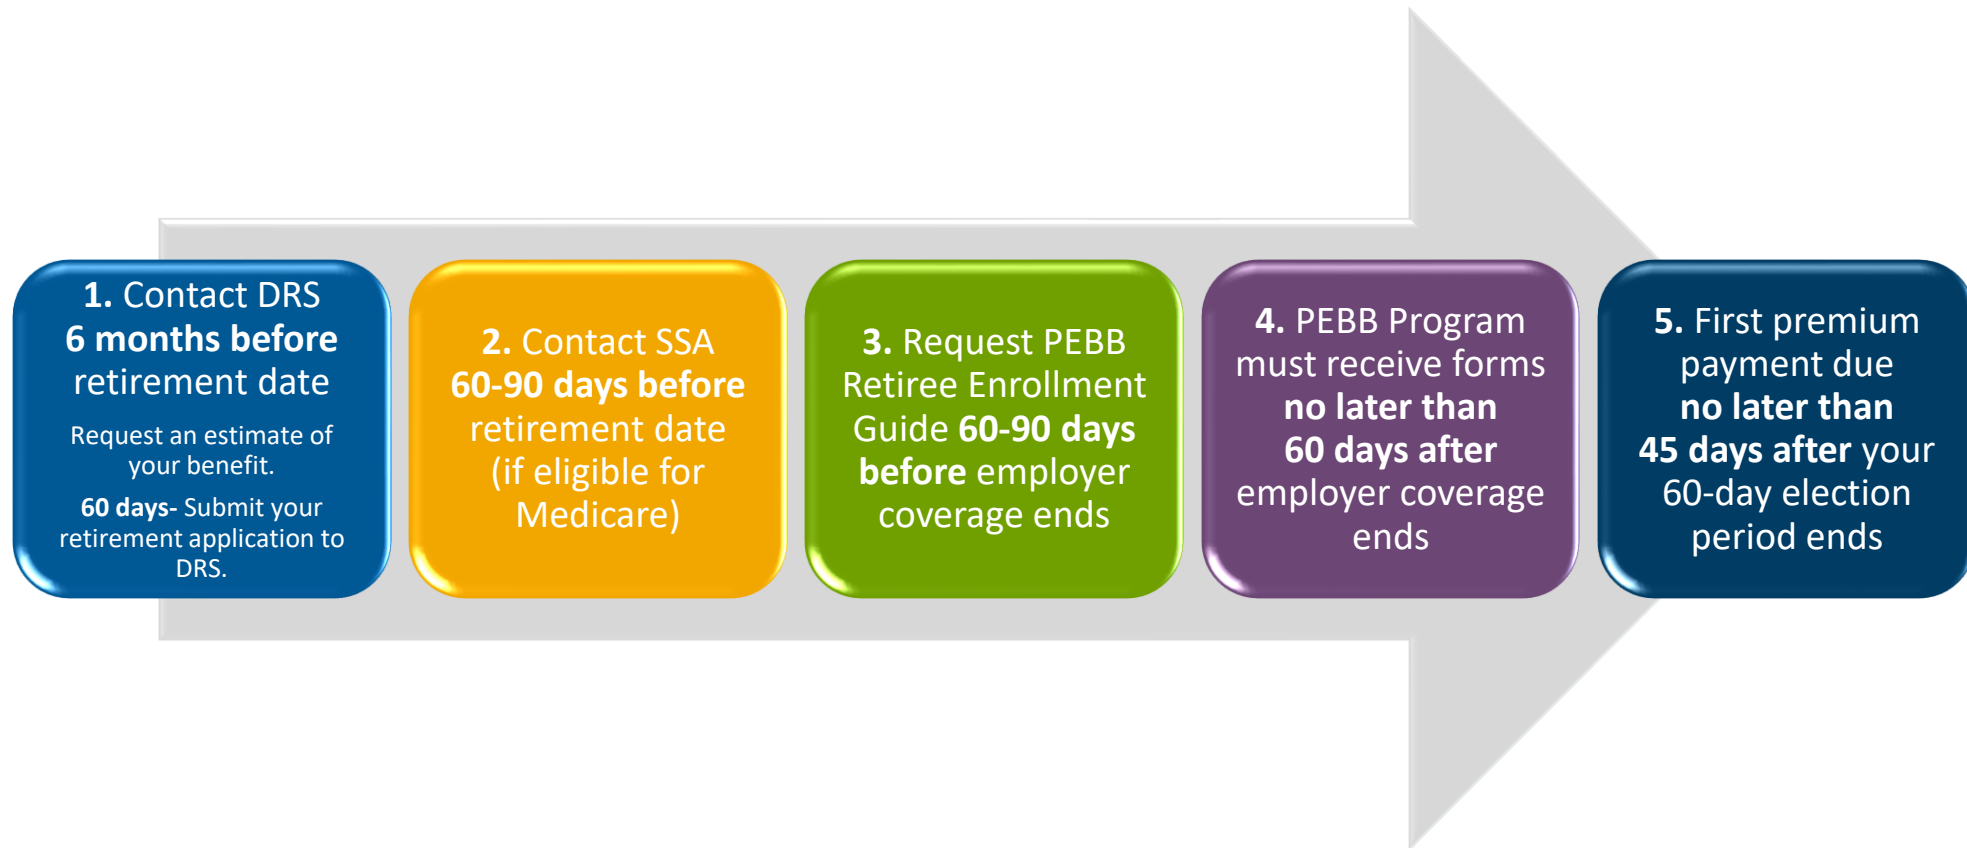 1. Contact DRS
6 months before
retirement date
Request an estimate of
your benefit.
60 days- Submit your
retirement application to
DRS.
2. Contact SSA
60-90 days before
retirement date
(if eligible for
Medicare)
3. Request PEBB
Retiree Enrollment
Guide 60-90 days
before employer
coverage ends
4. PEBB Program
must receive forms
no later than
60 days after
employer coverage
ends
5. First premium
payment due
no later than
45 days after your
60-day election
period ends